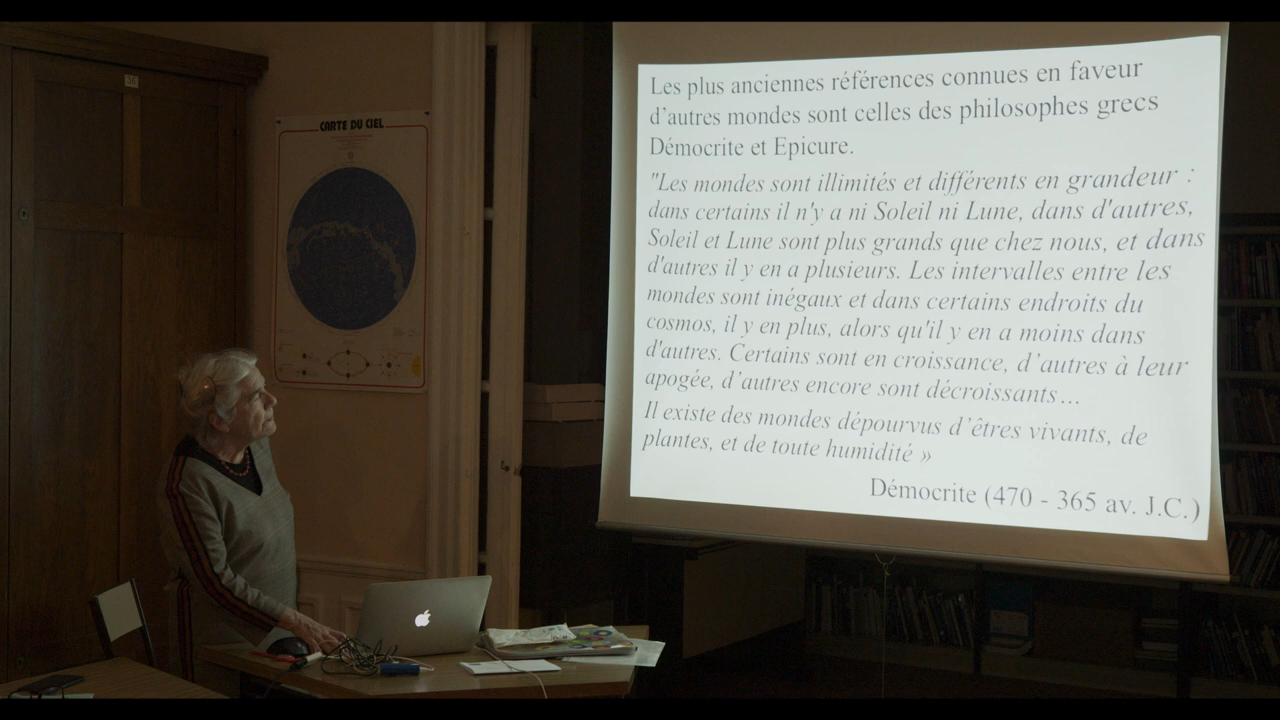 36
CARTE DU CIEL
Les plus anciennes références connues en faveur
d'autres mondes sont celles des philosophes grecs
Démocrite et Epicure.
"Les mondes sont illimités et différents en grandeur :
dans certains il n'y a ni Soleil ni Lune, dans d'autres,
Soleil et Lune sont plus grands que chez nous, et dans
d'autres il y en a plusieurs. Les intervalles entre les
mondes sont inégaux et dans certains endroits du
cosmos, il y en plus, alors qu'il y en a moins dans
d'autres. Certains sont en croissance, d'autres à leur
apogée, d'autres encore sont décroissants…
Il existe des mondes dépourvus d'êtres vivants, de
plantes, et de toute humidité »
Démocrite (470 - 365 av. J.C.)